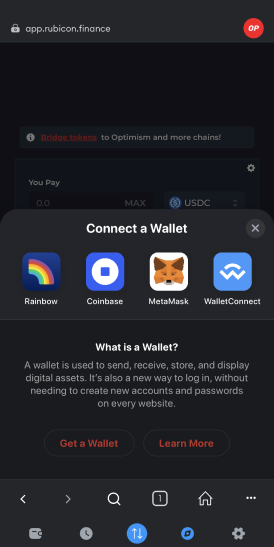 app.rubicon.finance
OP
Bridge tokens to Optimism and more chains!
You Pay
0.0 MAX USDC
Connect a Wallet
Rainbow Coinbase MetaMask WalletConnect
What is a Wallet?
A wallet is used to send, receive, store, and display
digital assets. It's also a new way to log in, without
needing to create new accounts and passwords
on every website.
Get a Wallet Learn More
1